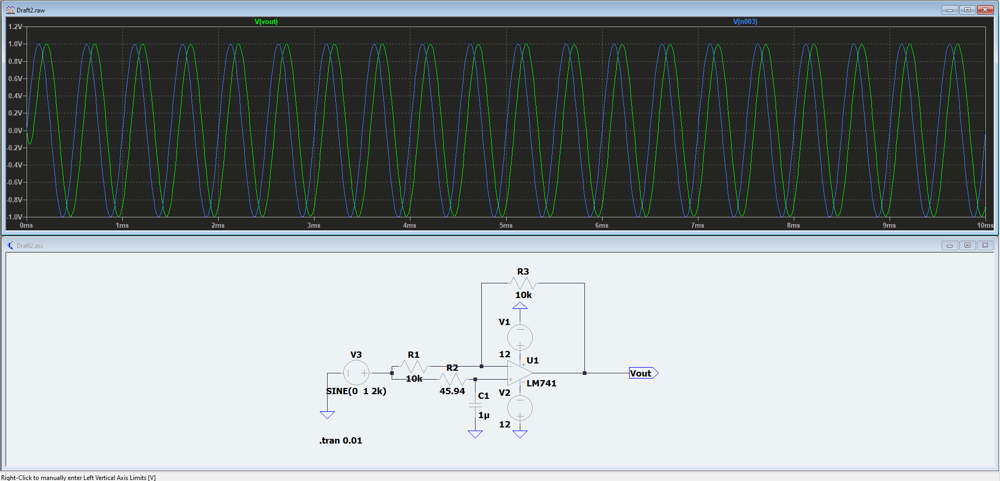 Draft2.raw
V(vout) V(n003)
1.2V
1.0V
0.8V
0.6V
0.4V
0.2V
0.0V
-0.2V
-0.4V
-0.6V
-0.8V
-1.0V
0ms 1ms 2ms 3ms 4ms 5ms 6ms 7ms 8ms 9ms 10ms
Draft2.asc
R3
10k
V1
12
U1
V3
R1
R2
10k
SINE(0 1 2k)
45.94
LM741
Vout
V2
C1
1µ
12
.tran 0.01
Right-Click to manually enter Left Vertical Axis Limits [V]